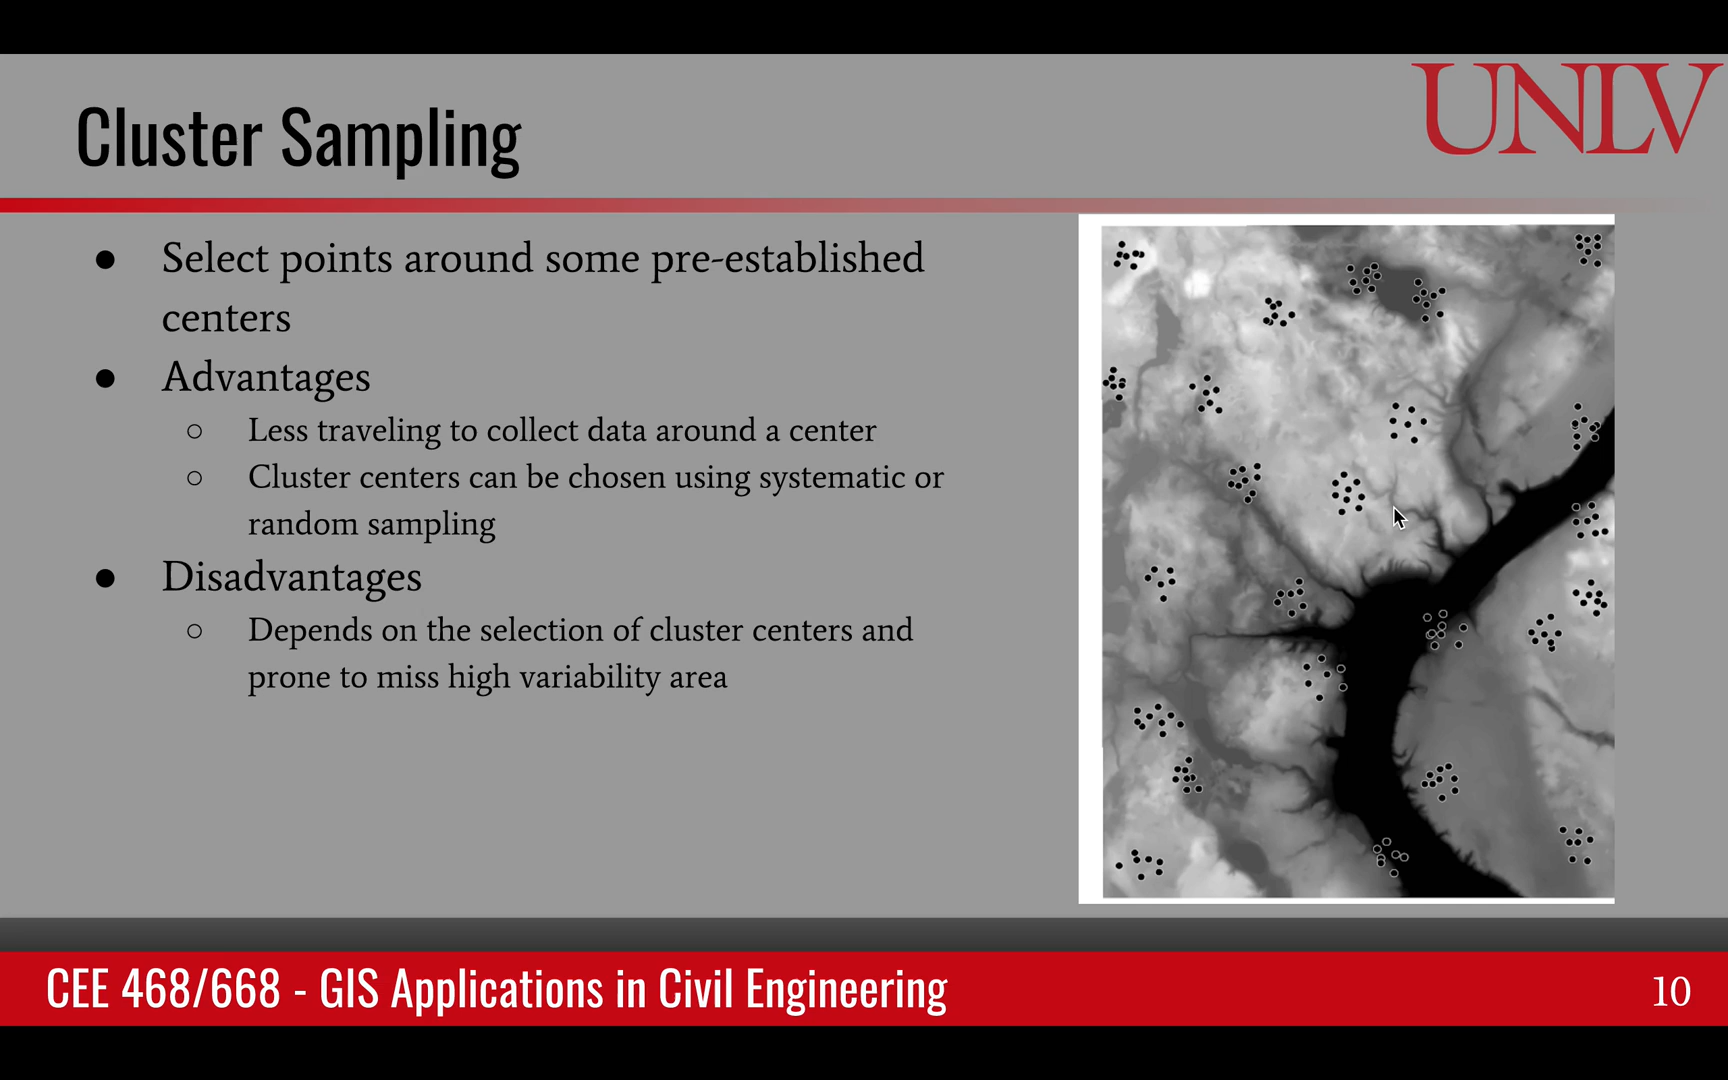 UNLV
Cluster Sampling
● Select points around some pre-established
centers
● Advantages
○ Less traveling to collect data around a center
○ Cluster centers can be chosen using systematic or
random sampling
● Disadvantages
○ Depends on the selection of cluster centers and
prone to miss high variability area
CEE 468/668 - GIS Applications in Civil Engineering
10